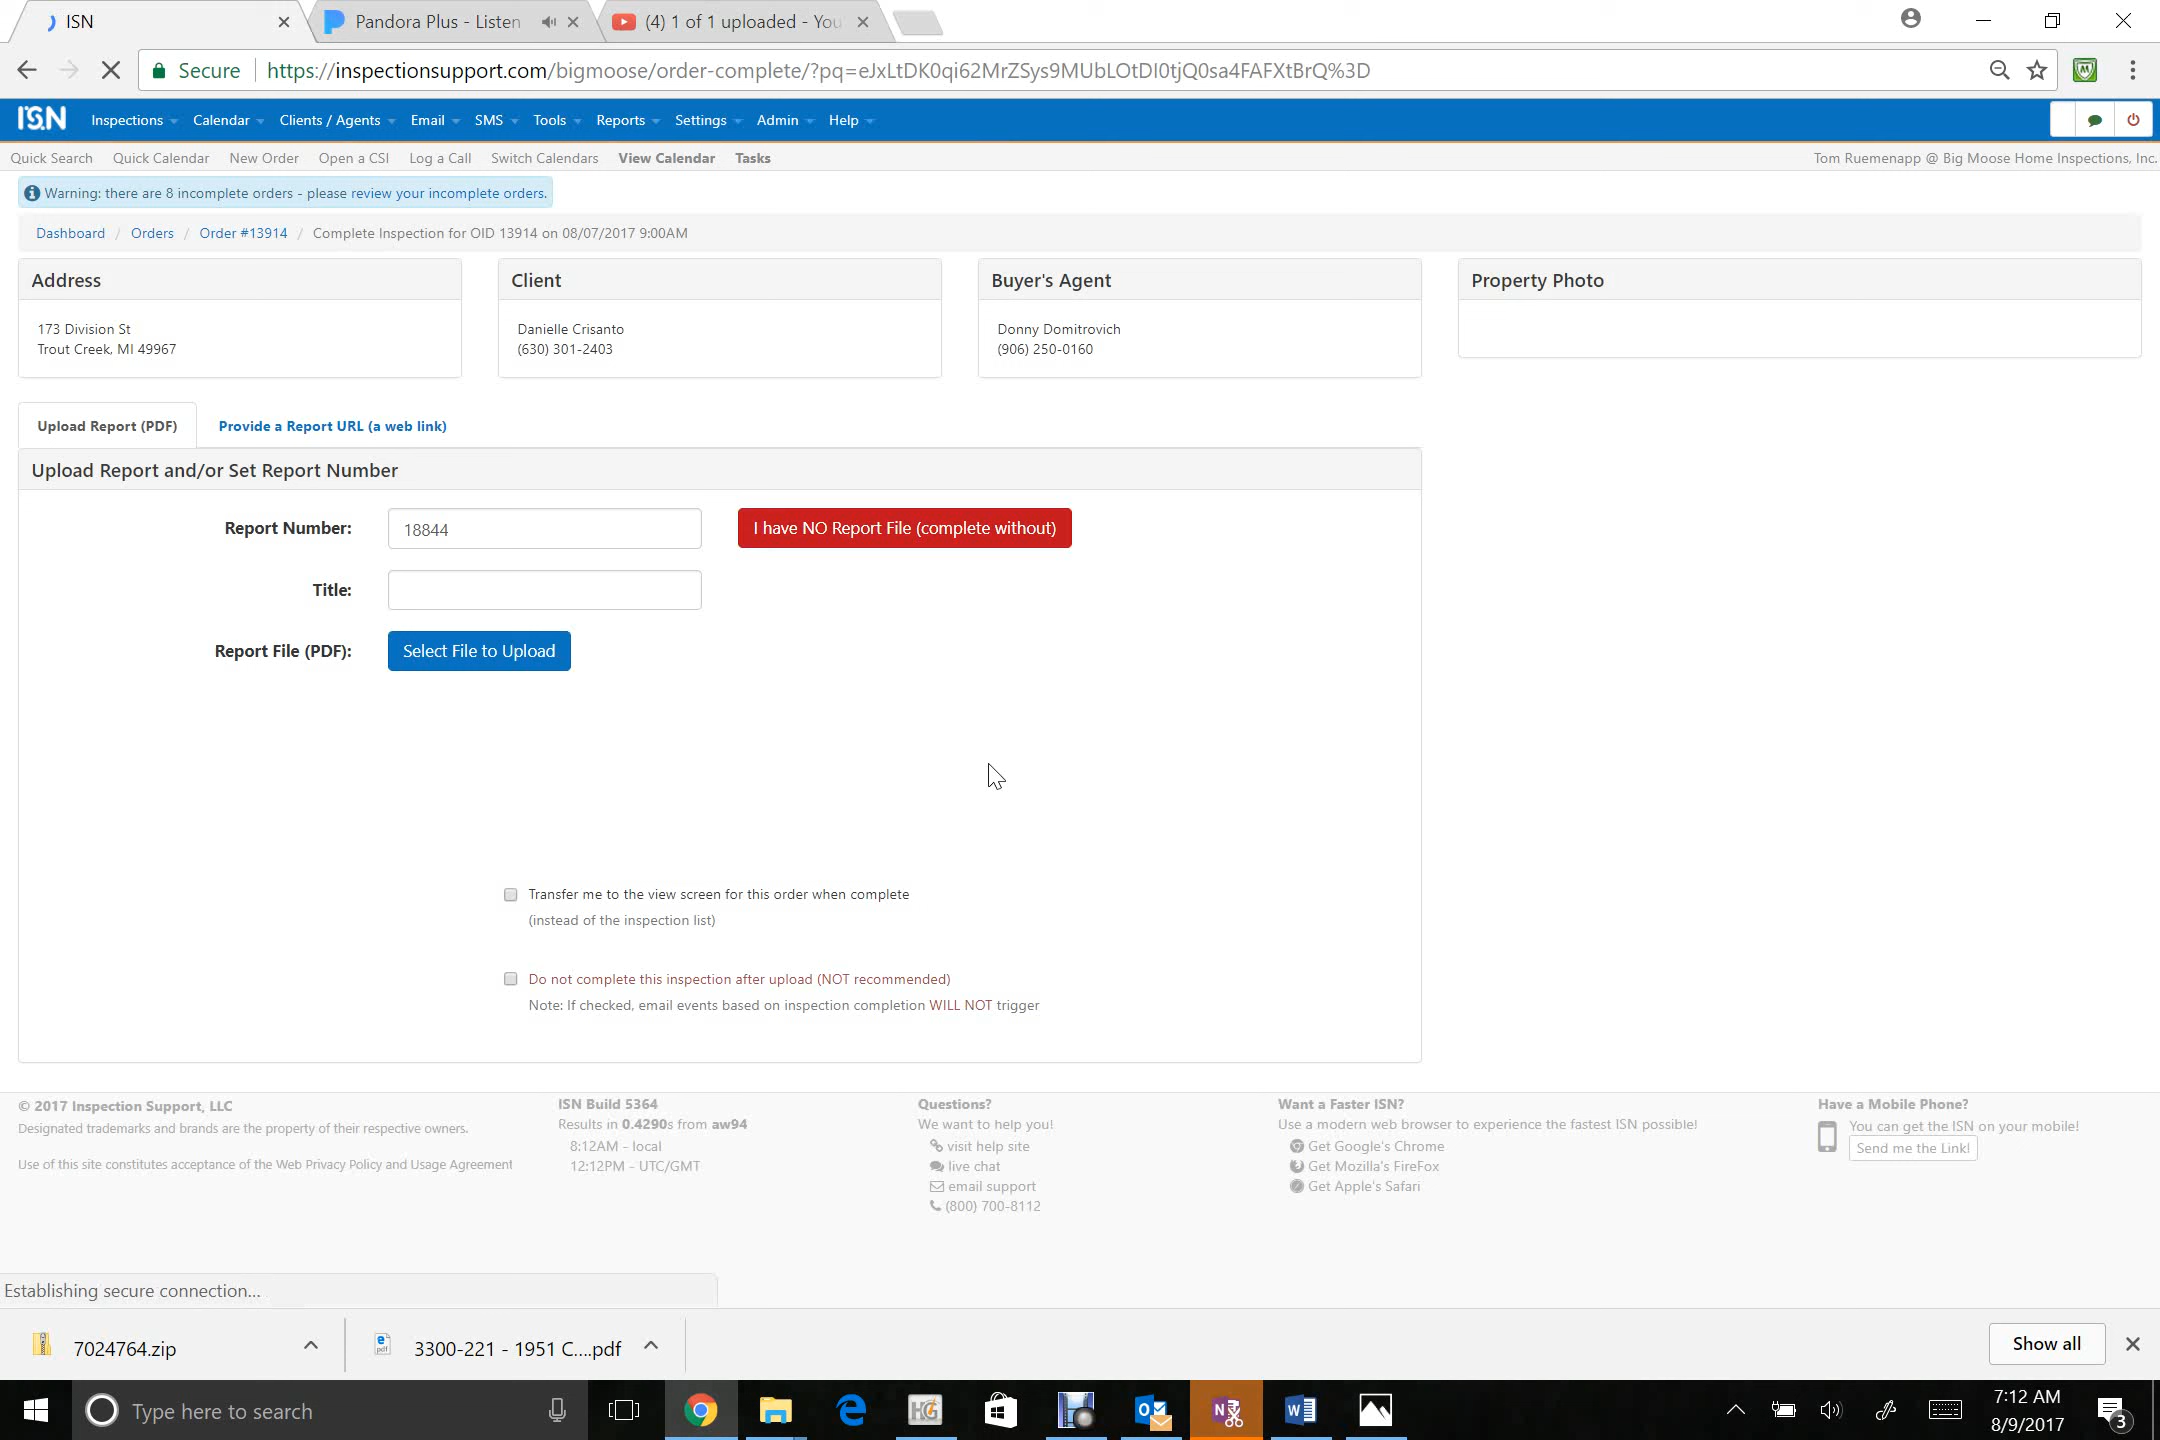 ISN
Pandora Plus - Listen
(4) 1 of 1 uploaded - You
Secure
https://inspectionsupport.com/bigmoose/order-complete/?pq=eJxLtDK0qi62MrZSys9MUbLOtDI0tjQ0sa4FAFXtBrQ%3D
ISN Inspections Calendar Clients / Agents Email SMS Tools Reports Settings Admin Help
Quick Search Quick Calendar New Order Open a CSI Log a Call Switch Calendars View Calendar Tasks
Tom Ruemenapp @ Big Moose Home Inspections, Inc.
Warning: there are 8 incomplete orders - please review your incomplete orders.
Dashboard / Orders / Order #13914 / Complete Inspection for OID 13914 on 08/07/2017 9:00AM
Address
173 Division St
Trout Creek, MI 49967
Client
Danielle Crisanto
(630) 301-2403
Buyer's Agent
Donny Domitrovich
(906) 250-0160
Property Photo
Upload Report (PDF)
Provide a Report URL (a web link)
Upload Report and/or Set Report Number
Report Number:
18844
I have NO Report File (complete without)
Title:
Report File (PDF):
Select File to Upload
Transfer me to the view screen for this order when complete
(instead of the inspection list)
Do not complete this inspection after upload (NOT recommended)
Note: If checked, email events based on inspection completion WILL NOT trigger
© 2017 Inspection Support, LLC
Designated trademarks and brands are the property of their respective owners.
Use of this site constitutes acceptance of the Web Privacy Policy and Usage Agreement
ISN Build 5364
Results in 0.4290s from aw94
8:12AM - local
12:12PM - UTC/GMT
Questions?
We want to help you!
visit help site
live chat
email support
(800) 700-8112
Want a Faster ISN?
Use a modern web browser to experience the fastest ISN possible!
Get Google's Chrome
Get Mozilla's FireFox
Get Apple's Safari
Have a Mobile Phone?
You can get the ISN on your mobile!
Send me the Link!
Establishing secure connection...
7024764.zip
3300-221 - 1951 C....pdf
Show all
Type here to search
7:12 AM
8/9/2017
3